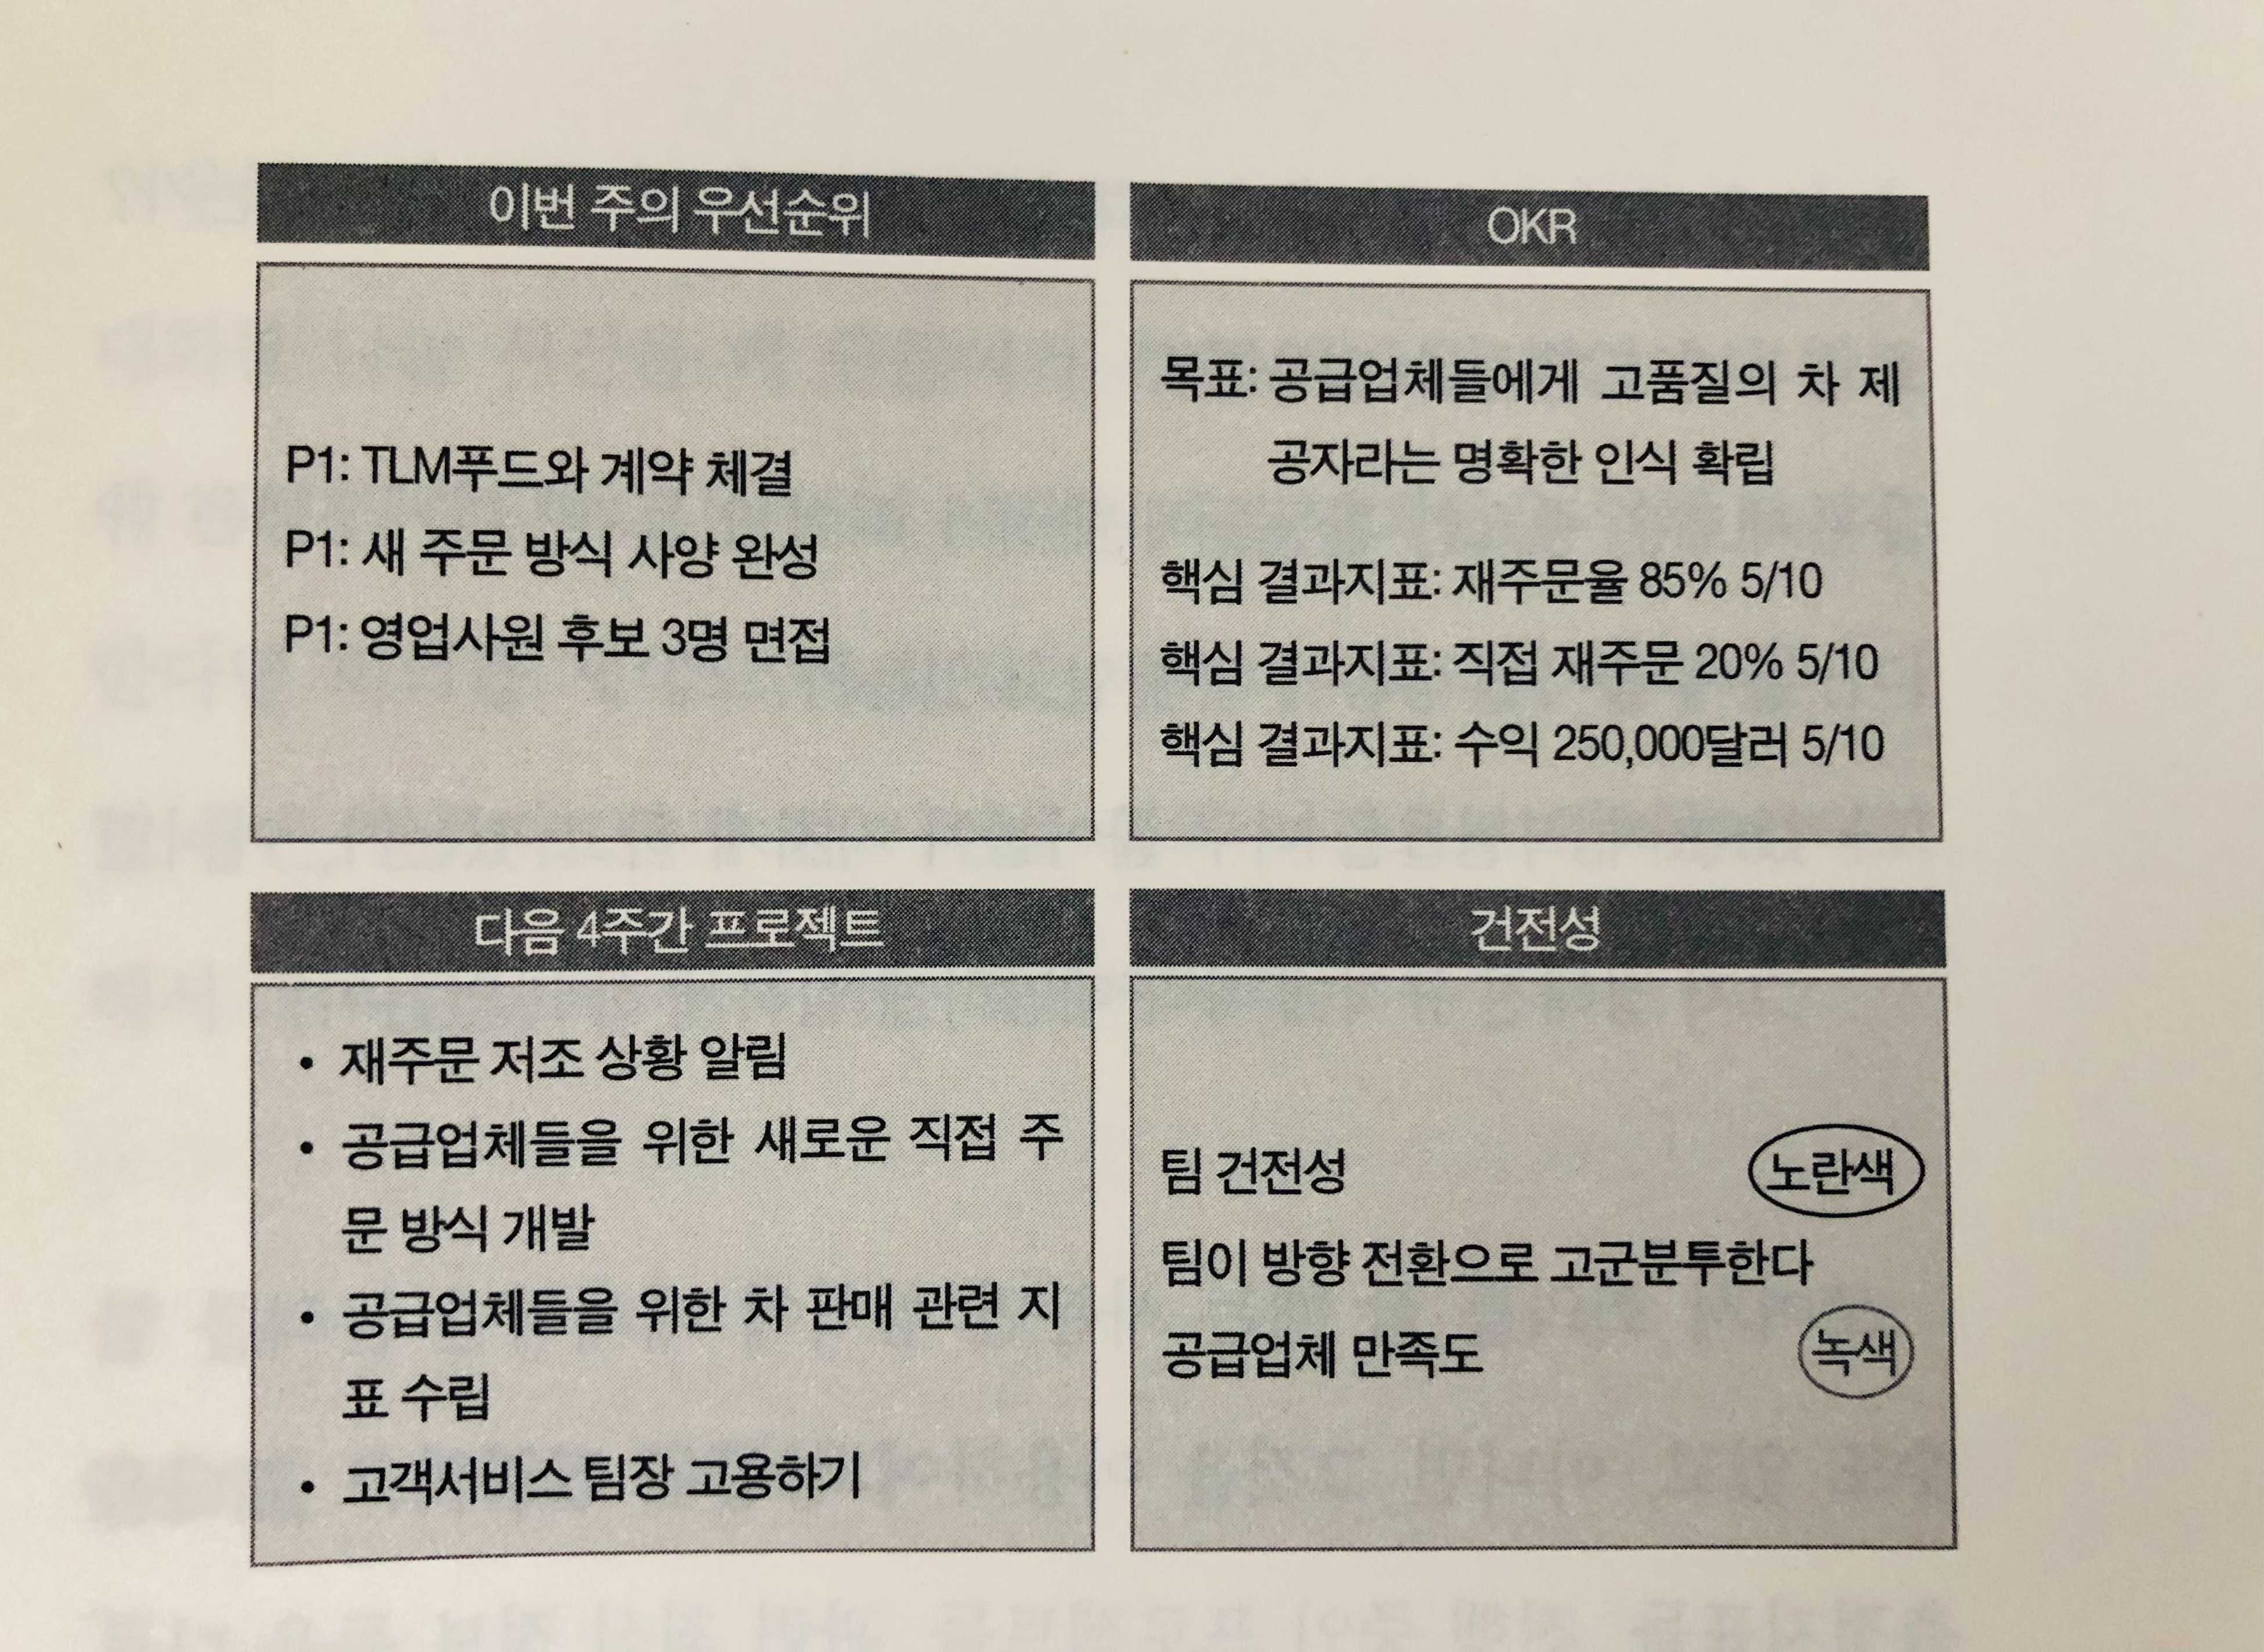 이번 주의 우선순위
P1: TLM푸드와 계약 체결
P1: 새 주문 방식 사양 완성
P1: 영업사원 후보 3명 면접
OKR
목표: 공급업체들에게 고품질의 차 제
공자라는 명확한 인식 확립
핵심 결과지표: 재주문율 85% 5/10
핵심 결과지표: 직접 재주문 20% 5/10
핵심 결과지표: 수익 250,000달러 5/10
다음 4주간 프로젝트
• 재주문 저조 상황 알림
• 공급업체들을 위한 새로운 직접 주
문 방식 개발
• 공급업체들을 위한 차 판매 관련 지
표 수립
• 고객서비스 팀장 고용하기
건전성
팀 건전성 노란색
팀이 방향 전환으로 고군분투한다
공급업체 만족도 녹색